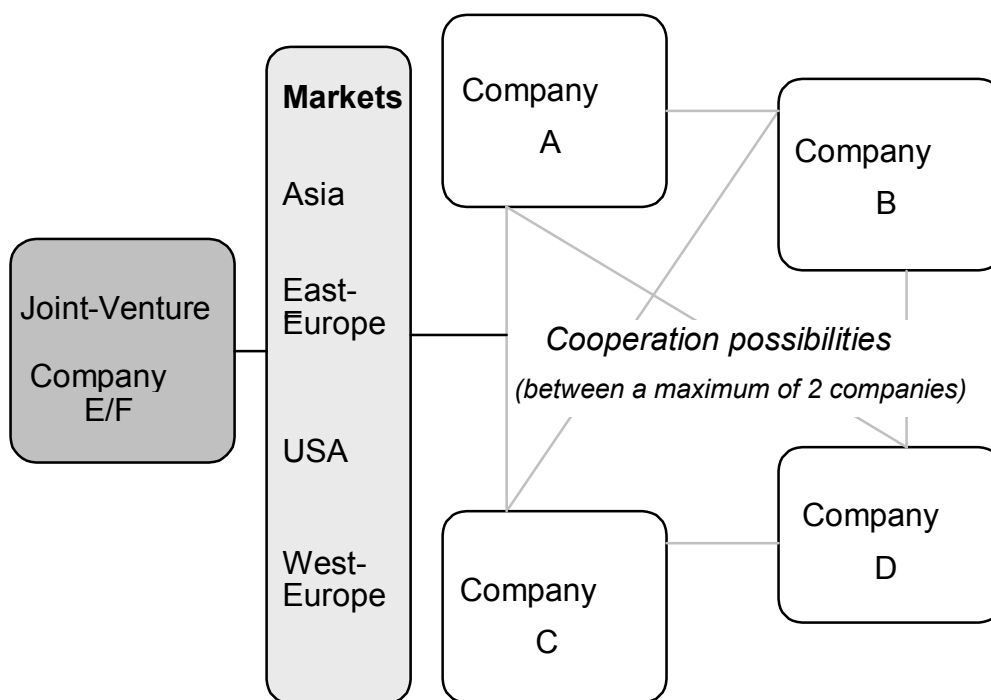 Joint-Venture
Company
E/F
Markets
Asia
East-
Europe
USA
West-
Europe
Company
A
Company
B
Cooperation possibilities
(between a maximum of 2 companies)
Company
C
Company
D